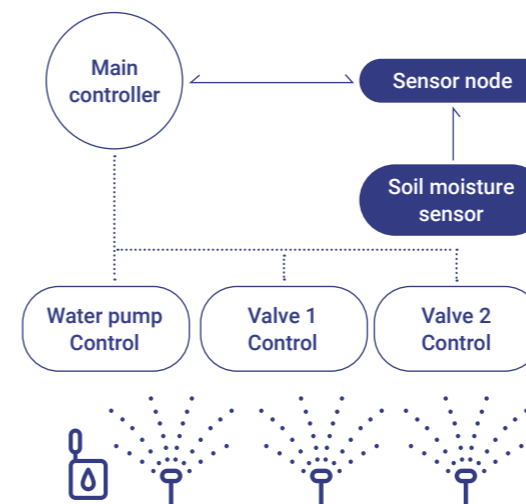 Main
controller
Sensor node
Soil moisture
sensor
Water pump
Control
Valve 1
Control
Valve 2
Control